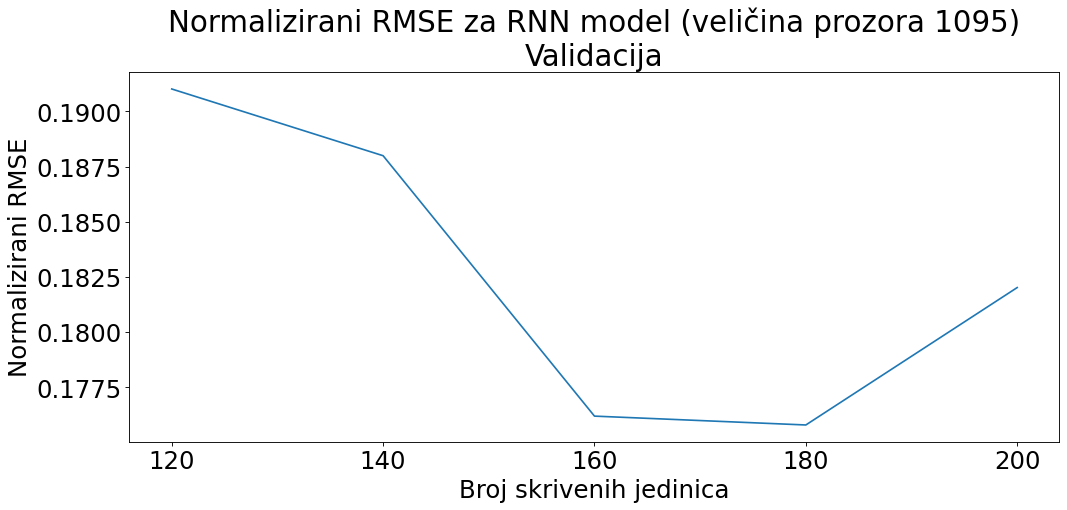 Normalizirani RMSE za RNN model (veličina prozora 1095)
Validacija
Normalizirani RMSE
0.1900
0.1875
0.1850
0.1825
0.1800
0.1775
120 140 160 180 200
Broj skrivenih jedinica